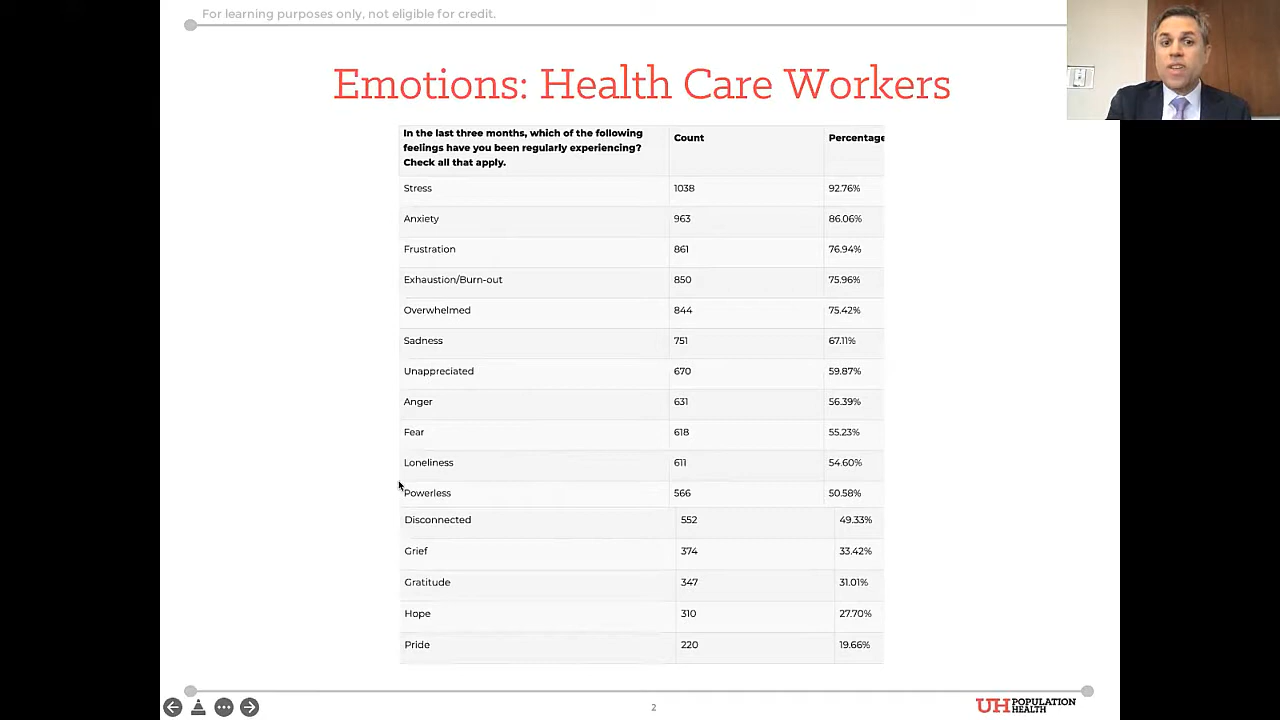 For learning purposes only, not eligible for credit.
Emotions: Health Care Workers
In the last three months, which of the following
feelings have you been regularly experiencing?
Check all that apply.
Count
Percentage
Stress 1038 92.76%
Anxiety 963 86.06%
Frustration 861 76.94%
Exhaustion/Burn-out 850 75.96%
Overwhelmed 844 75.42%
Sadness 751 67.11%
Unappreciated 670 59.87%
Anger 631 56.39%
Fear 618 55.23%
Loneliness 611 54.60%
Powerless 566 50.58%
Disconnected 552 49.33%
Grief 374 33.42%
Gratitude 347 31.01%
Hope 310 27.70%
Pride 220 19.66%
2
UH POPULATION
HEALTH